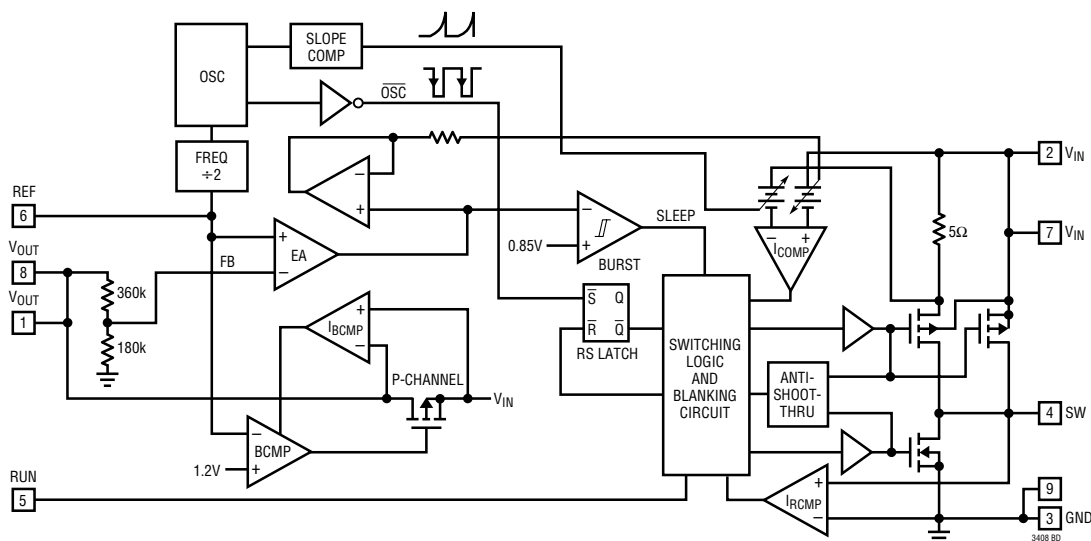 OSC
SLOPE
COMP
OSC
FREQ
÷2
REF
6
VOUT
8
VOUT
1
360k
180k
FB
+
−
EA
−
+
−
+
0.85V
BURST
SLEEP
−
+
ICOMP
5Ω
2
VIN
7
VIN
S
Q
R
Q
RS LATCH
+
−
IBCMP
P-CHANNEL
VIN
−
+
BCMP
1.2V
SWITCHING
LOGIC
AND
BLANKING
CIRCUIT
ANTI-
SHOOT-
THRU
4
SW
RUN
5
+
−
IRCMP
9
3
GND
3408 BD